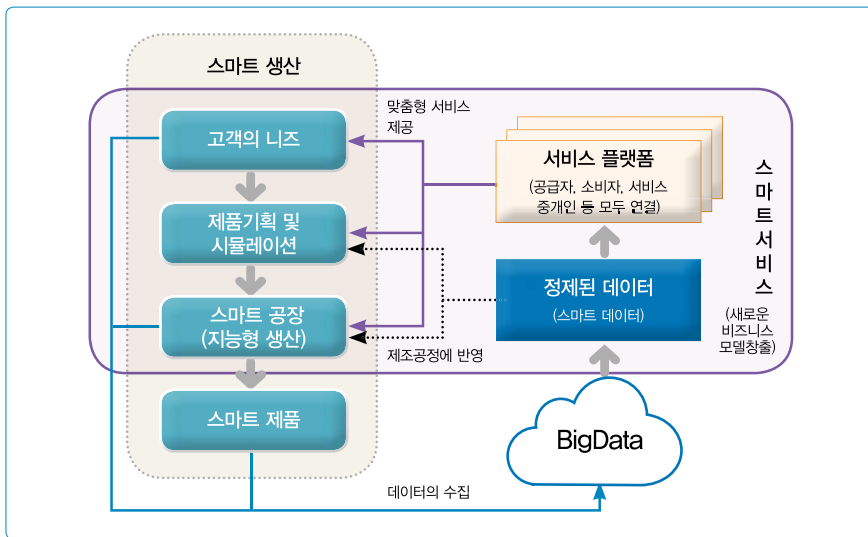 스마트 생산
고객의 니즈
제품기획 및
시뮬레이션
스마트 공장
(지능형 생산)
스마트 제품
맞춤형 서비스
제공
서비스 플랫폼
(공급자, 소비자, 서비스
중개인 등 모두 연결)
정제된 데이터
(스마트 데이터)
제조공정에 반영
BigData
데이터의 수집
스마트서비스
(새로운
비즈니스
모델창출)